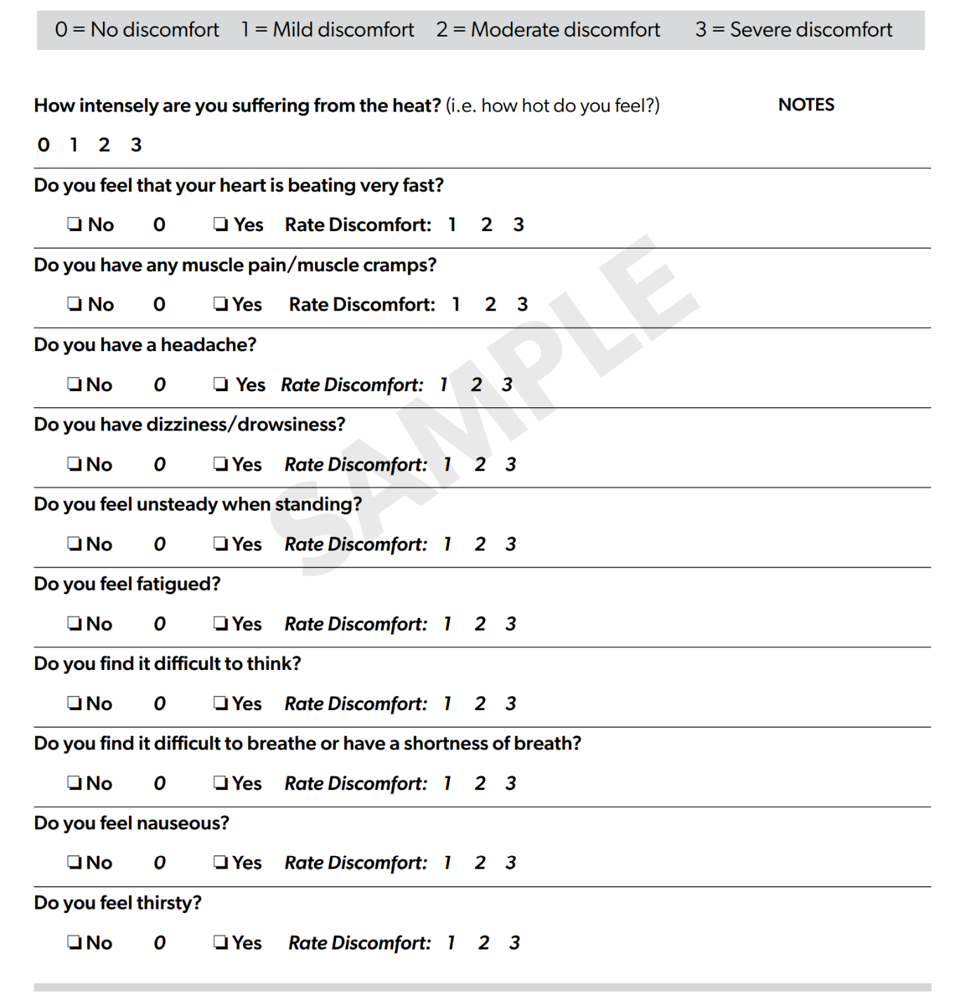 0 = No discomfort 1 = Mild discomfort 2 = Moderate discomfort 3 = Severe discomfort
How intensely are you suffering from the heat? (i.e. how hot do you feel?) NOTES
0 1 2 3
Do you feel that your heart is beating very fast?
❏ No 0 ❏ Yes Rate Discomfort: 1 2 3
Do you have any muscle pain/muscle cramps?
❏ No 0 ❏ Yes Rate Discomfort: 1 2 3
Do you have a headache?
❏ No 0 ❏ Yes Rate Discomfort: 1 2 3
Do you have dizziness/drowsiness?
❏ No 0 ❏ Yes Rate Discomfort: 1 2 3
Do you feel unsteady when standing?
❏ No 0 ❏ Yes Rate Discomfort: 1 2 3
Do you feel fatigued?
❏ No 0 ❏ Yes Rate Discomfort: 1 2 3
Do you find it difficult to think?
❏ No 0 ❏ Yes Rate Discomfort: 1 2 3
Do you find it difficult to breathe or have a shortness of breath?
❏ No 0 ❏ Yes Rate Discomfort: 1 2 3
Do you feel nauseous?
❏ No 0 ❏ Yes Rate Discomfort: 1 2 3
Do you feel thirsty?
❏ No 0 ❏ Yes Rate Discomfort: 1 2 3
SAMPLE